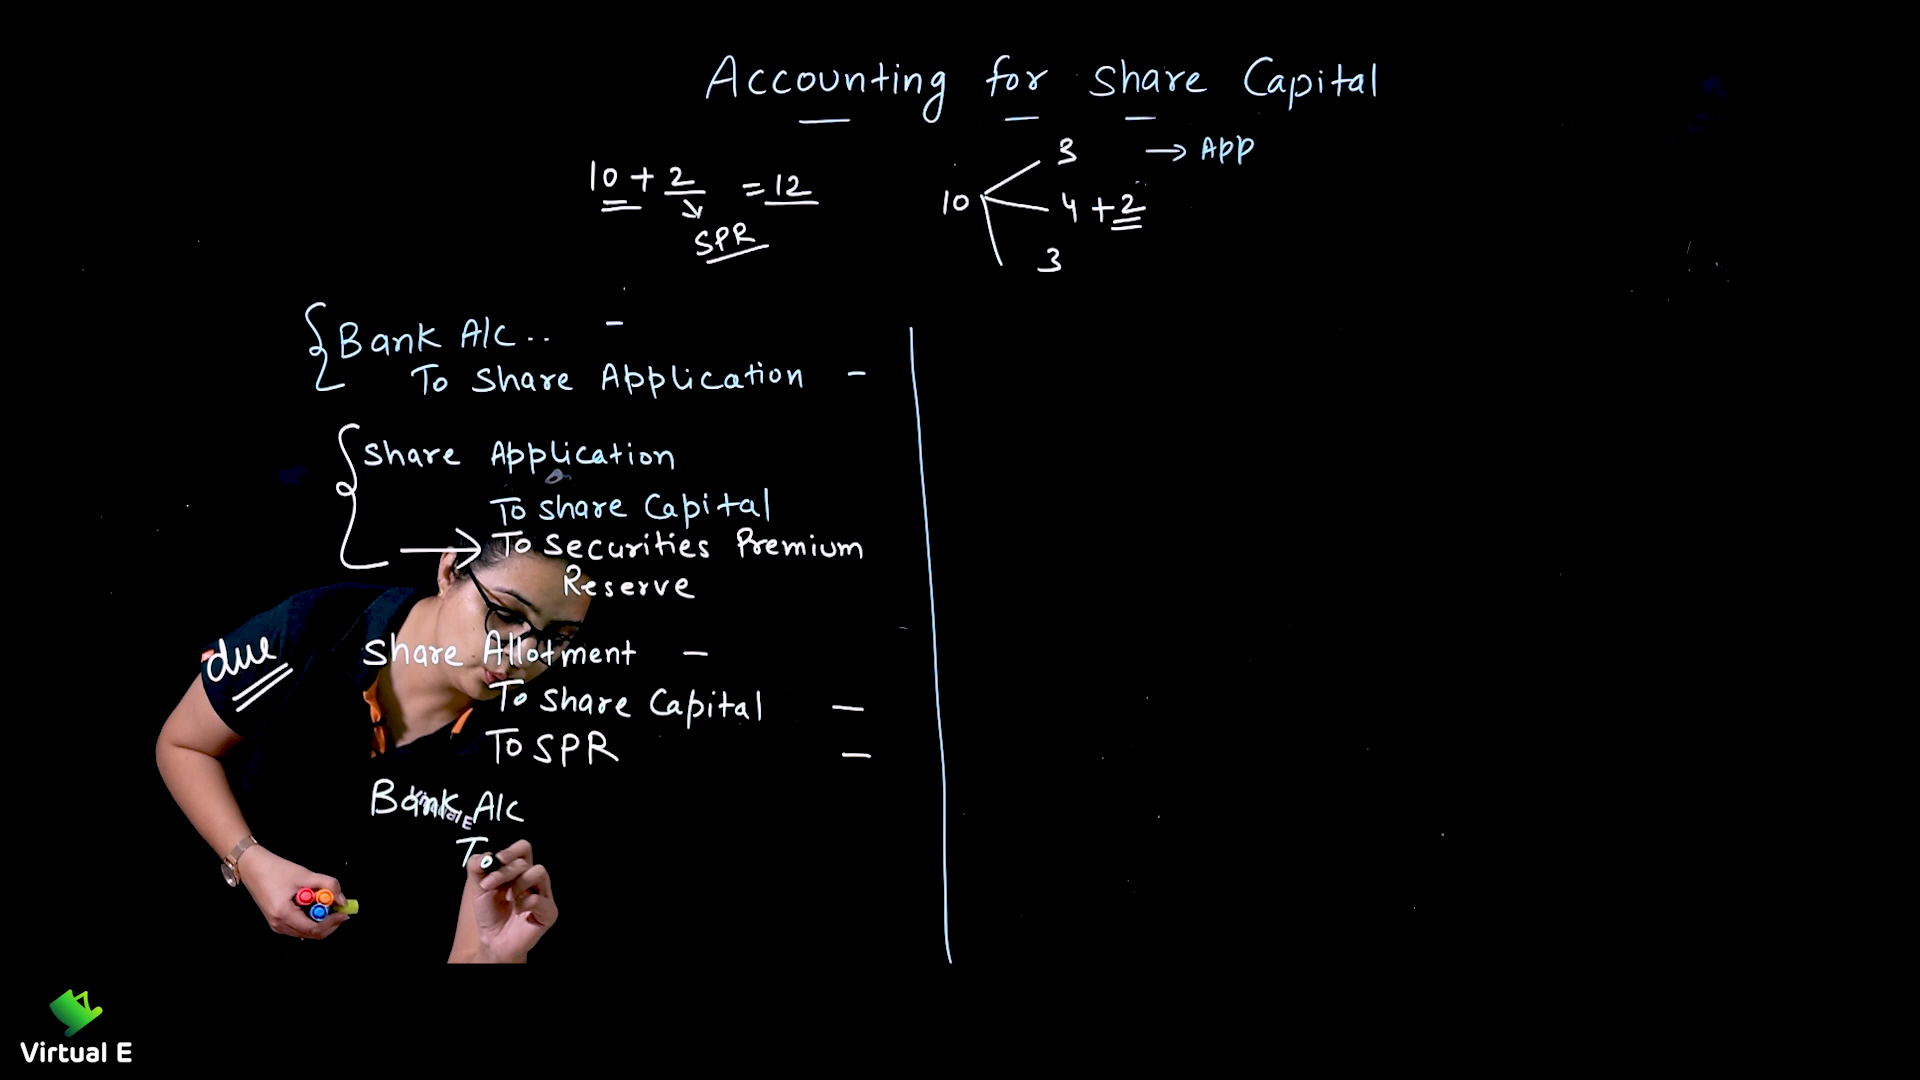 Accounting for Share Capital
10 + 2 = 12
SPR
3 → App
10 4 + 2
3
Bank A/c .. -
To Share Application -
Share Application
To Share Capital
→ To Securities Premium
Reserve
due
Share Allotment -
To Share Capital -
To SPR -
Bank A/c
To
Virtual E